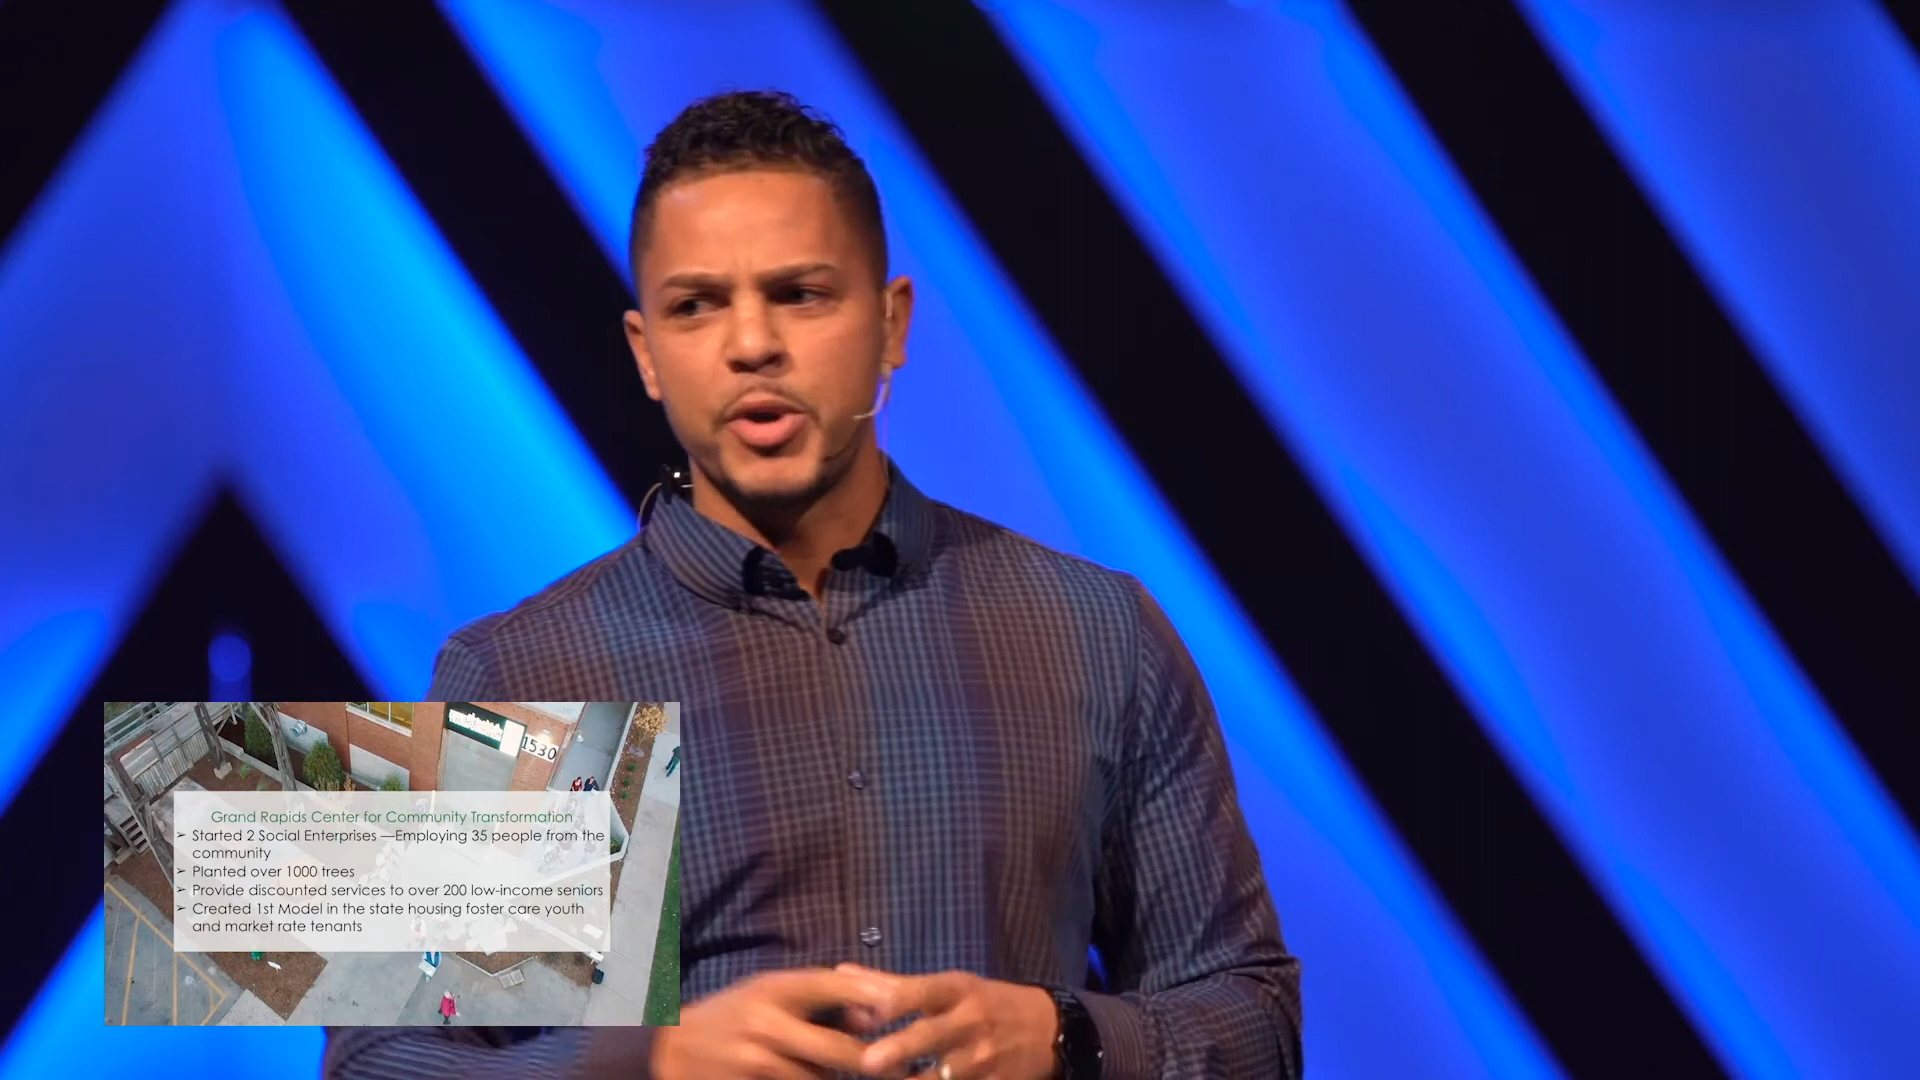 1530
Grand Rapids Center for Community Transformation
➢ Started 2 Social Enterprises —Employing 35 people from the
community
➢ Planted over 1000 trees
➢ Provide discounted services to over 200 low-income seniors
➢ Created 1st Model in the state housing foster care youth
and market rate tenants